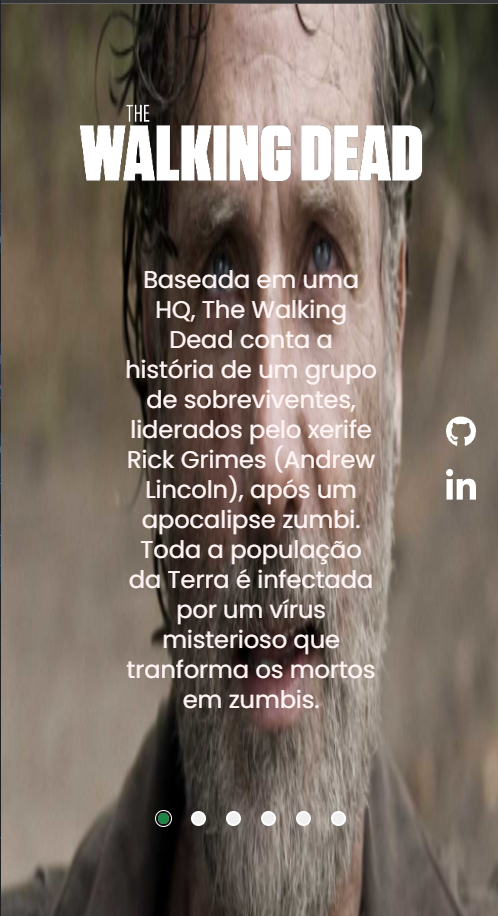 THE
WALKING DEAD
Baseada em uma
HQ, The Walking
Dead conta a
história de um grupo
de sobreviventes,
liderados pelo xerife
Rick Grimes (Andrew
Lincoln), após um
apocalipse zumbi.
Toda a população
da Terra é infectada
por um vírus
misterioso que
tranforma os mortos
em zumbis.
in